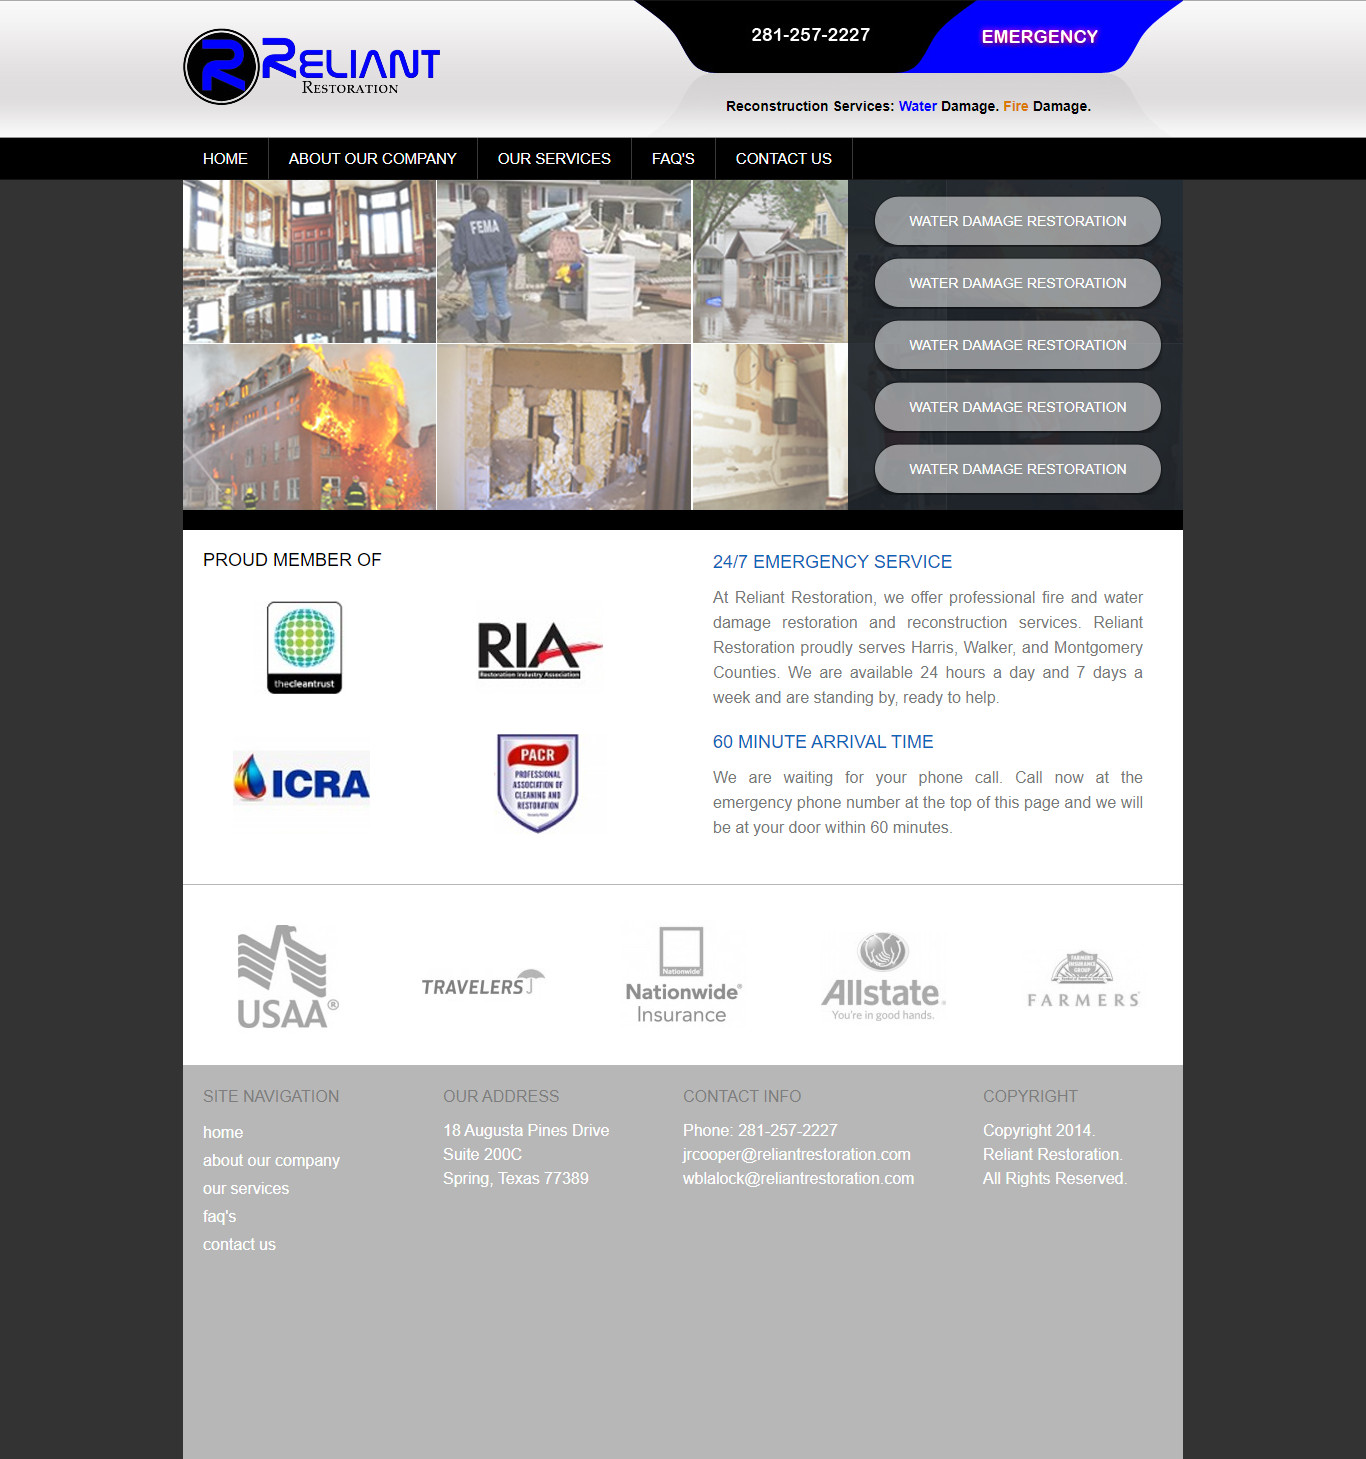 RELIANT
RESTORATION
281-257-2227
EMERGENCY
Reconstruction Services: Water Damage. Fire Damage.
HOME
ABOUT OUR COMPANY
OUR SERVICES
FAQ'S
CONTACT US
FEMA
WATER DAMAGE RESTORATION
WATER DAMAGE RESTORATION
WATER DAMAGE RESTORATION
WATER DAMAGE RESTORATION
WATER DAMAGE RESTORATION
PROUD MEMBER OF
thecleantrust
RIA
Restoration Industry Association
ICRA
PACR
PROFESSIONAL
ASSOCIATION OF
CLEANING AND
RESTORATION
24/7 EMERGENCY SERVICE
At Reliant Restoration, we offer professional fire and water
damage restoration and reconstruction services. Reliant
Restoration proudly serves Harris, Walker, and Montgomery
Counties. We are available 24 hours a day and 7 days a
week and are standing by, ready to help.
60 MINUTE ARRIVAL TIME
We are waiting for your phone call. Call now at the
emergency phone number at the top of this page and we will
be at your door within 60 minutes.
USAA®
TRAVELERS
Nationwide®
Nationwide®
Insurance
Allstate.
You're in good hands.
FARMERS
INSURANCE
GROUP
FARMERS
SITE NAVIGATION
home
about our company
our services
faq's
contact us
OUR ADDRESS
18 Augusta Pines Drive
Suite 200C
Spring, Texas 77389
CONTACT INFO
Phone: 281-257-2227
jrcooper@reliantrestoration.com
wblalock@reliantrestoration.com
COPYRIGHT
Copyright 2014.
Reliant Restoration.
All Rights Reserved.